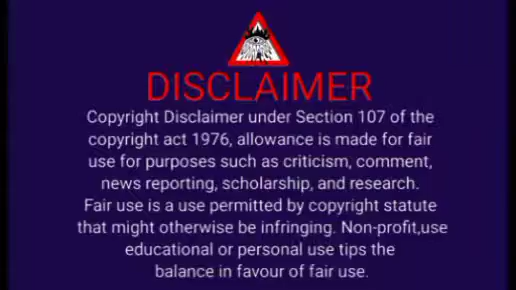 DISCLAIMER
Copyright Disclaimer under Section 107 of the
copyright act 1976, allowance is made for fair
use for purposes such as criticism, comment,
news reporting, scholarship, and research.
Fair use is a use permitted by copyright statute
that might otherwise be infringing. Non-profit,use
educational or personal use tips the
balance in favour of fair use.